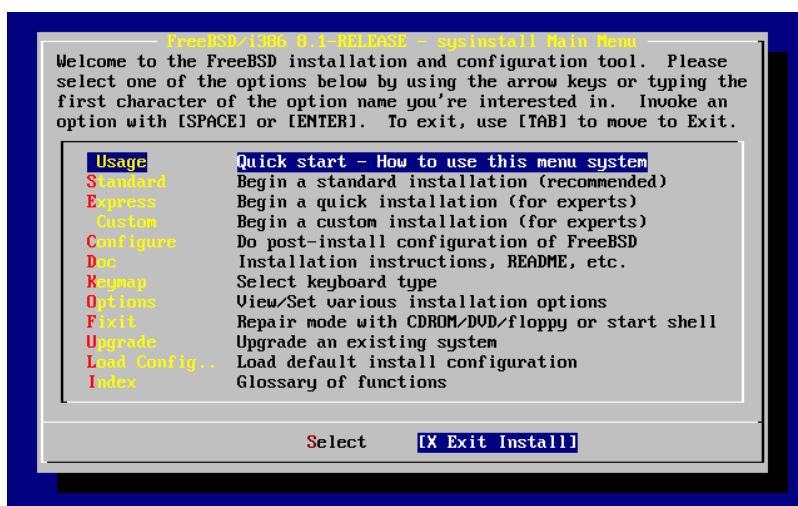 FreeBSD/i386 8.1-RELEASE - sysinstall Main Menu
Welcome to the FreeBSD installation and configuration tool.  Please
select one of the options below by using the arrow keys or typing the
first character of the option name you're interested in.  Invoke an
option with [SPACE] or [ENTER].  To exit, use [TAB] to move to Exit.
Usage Quick start - How to use this menu system
Standard Begin a standard installation (recommended)
Express Begin a quick installation (for experts)
Custom Begin a custom installation (for experts)
Configure Do post-install configuration of FreeBSD
Doc Installation instructions, README, etc.
Keymap Select keyboard type
Options View/Set various installation options
Fixit Repair mode with CDROM/DVD/floppy or start shell
Upgrade Upgrade an existing system
Load Config.. Load default install configuration
Index Glossary of functions
Select [X Exit Install]